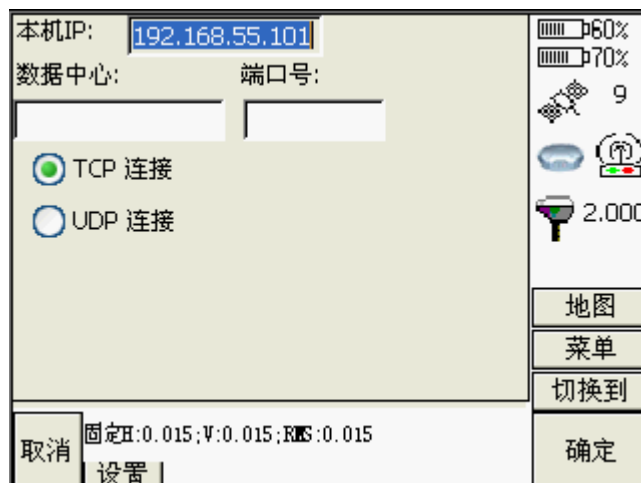 本机IP: 192.168.55.101
数据中心: 端口号:
TCP 连接
UDP 连接
60%
70%
9
2.000
地图
菜单
切换到
确定
取消
固定H:0.015;V:0.015;RMS:0.015
设置